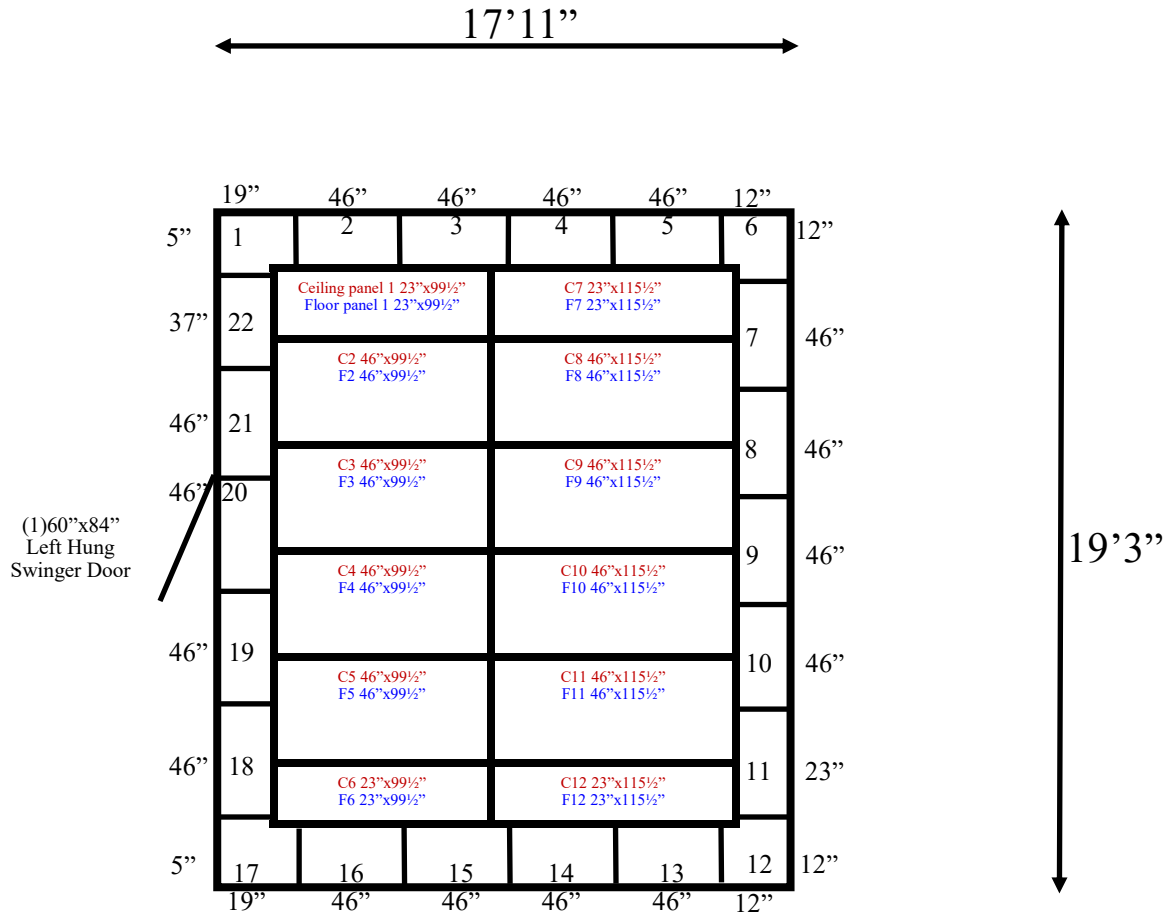 17’11”
19” 46” 46” 46” 46” 12”
5” 1 2 3 4 5 6 12”
Ceiling panel 1 23”x99½” C7 23”x115½”
Floor panel 1 23”x99½” F7 23”x115½”
37” 22 7 46”
C2 46”x99½” C8 46”x115½”
F2 46”x99½” F8 46”x115½”
46” 21 8 46”
C3 46”x99½” C9 46”x115½”
F3 46”x99½” F9 46”x115½”
46” 20
(1)60”x84”
Left Hung
Swinger Door
19’3”
9 46”
C4 46”x99½” C10 46”x115½”
F4 46”x99½” F10 46”x115½”
46” 19 10 46”
C5 46”x99½” C11 46”x115½”
F5 46”x99½” F11 46”x115½”
46” 18 11 23”
C6 23”x99½” C12 23”x115½”
F6 23”x99½” F12 23”x115½”
5” 17 16 15 14 13 12 12”
19” 46” 46” 46” 46” 12”